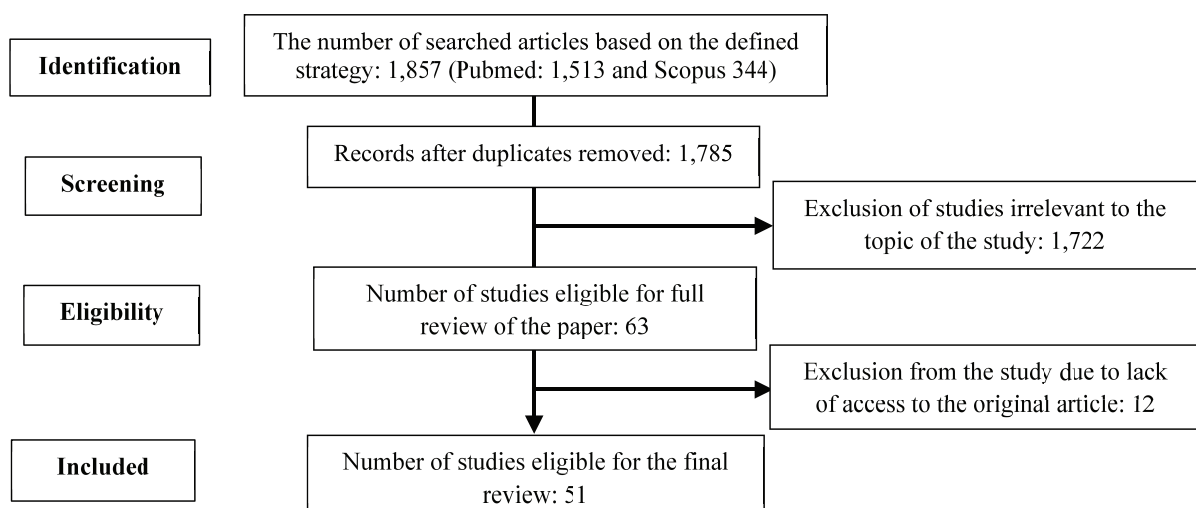 Identification
The number of searched articles based on the defined
strategy: 1,857 (Pubmed: 1,513 and Scopus 344)
Records after duplicates removed: 1,785
Screening
Exclusion of studies irrelevant to the
topic of the study: 1,722
Eligibility
Number of studies eligible for full
review of the paper: 63
Exclusion from the study due to lack
of access to the original article: 12
Included
Number of studies eligible for the final
review: 51